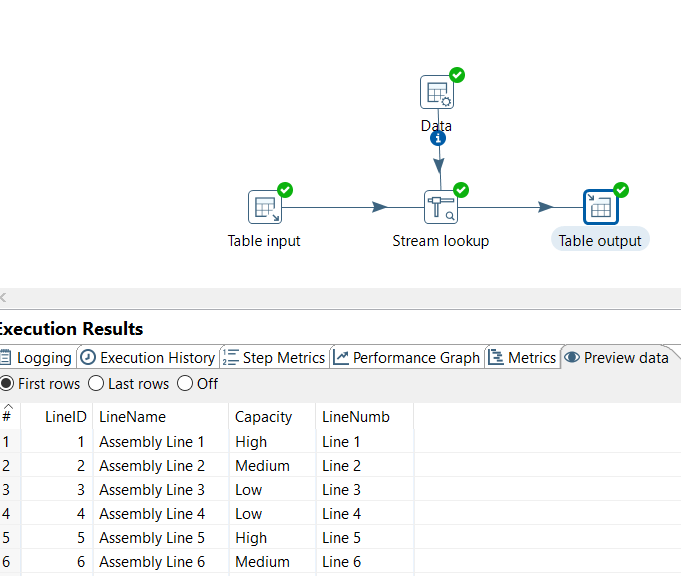 Data
Table input
Stream lookup
Table output
Execution Results
Logging Execution History Step Metrics Performance Graph Metrics Preview data
First rows Last rows Off
# LineID LineName Capacity LineNumb
1 1 Assembly Line 1 High Line 1
2 2 Assembly Line 2 Medium Line 2
3 3 Assembly Line 3 Low Line 3
4 4 Assembly Line 4 Low Line 4
5 5 Assembly Line 5 High Line 5
6 6 Assembly Line 6 Medium Line 6